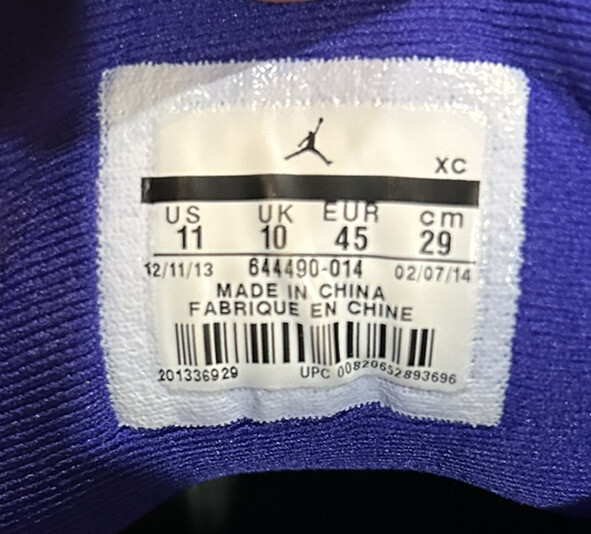 XC
US UK EUR cm
11 10 45 29
12/11/13 644490-014 02/07/14
MADE IN CHINA
FABRIQUE EN CHINE
201336929 UPC 00820652893696